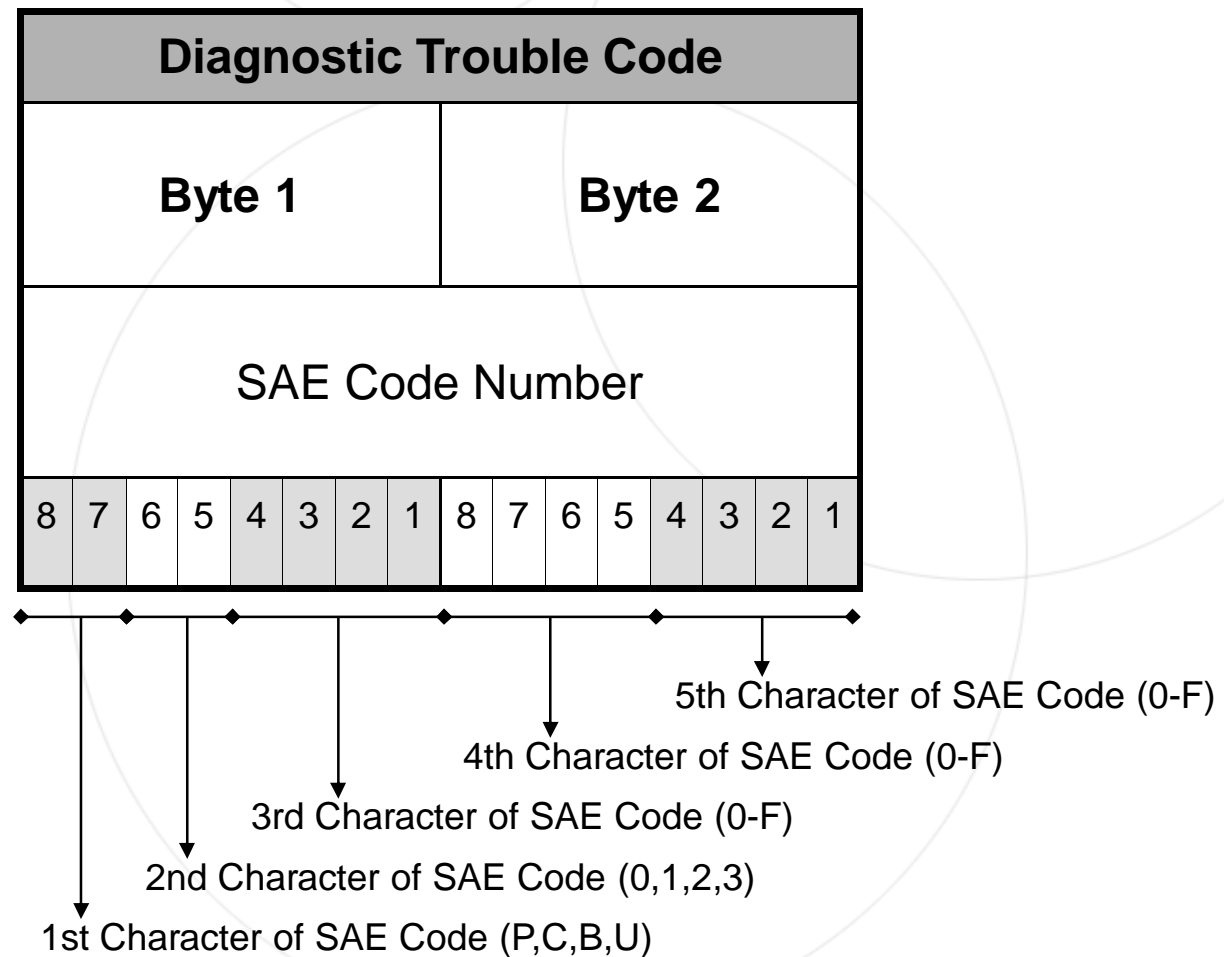 Diagnostic Trouble Code
Byte 1 Byte 2
SAE Code Number
8 7 6 5 4 3 2 1 8 7 6 5 4 3 2 1
5th Character of SAE Code (0-F)
4th Character of SAE Code (0-F)
3rd Character of SAE Code (0-F)
2nd Character of SAE Code (0,1,2,3)
1st Character of SAE Code (P,C,B,U)